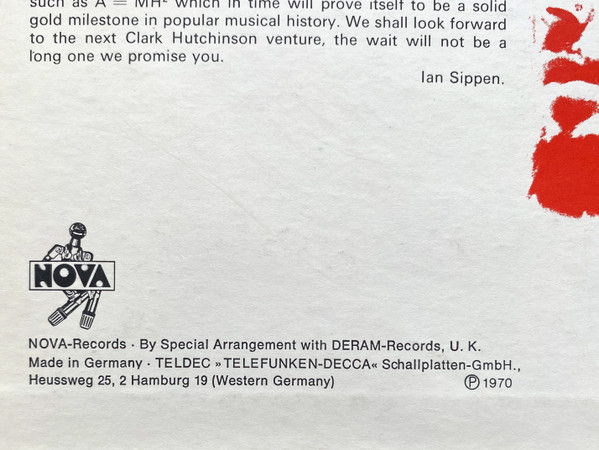 such as A = MH² which in time will prove itself to be a solid
gold milestone in popular musical history. We shall look forward
to the next Clark Hutchinson venture, the wait will not be a
long one we promise you.
Ian Sippen.
NOVA
NOVA-Records · By Special Arrangement with DERAM-Records, U. K.
Made in Germany · TELDEC »TELEFUNKEN-DECCA« Schallplatten-GmbH.,
Heussweg 25, 2 Hamburg 19 (Western Germany) ℗ 1970